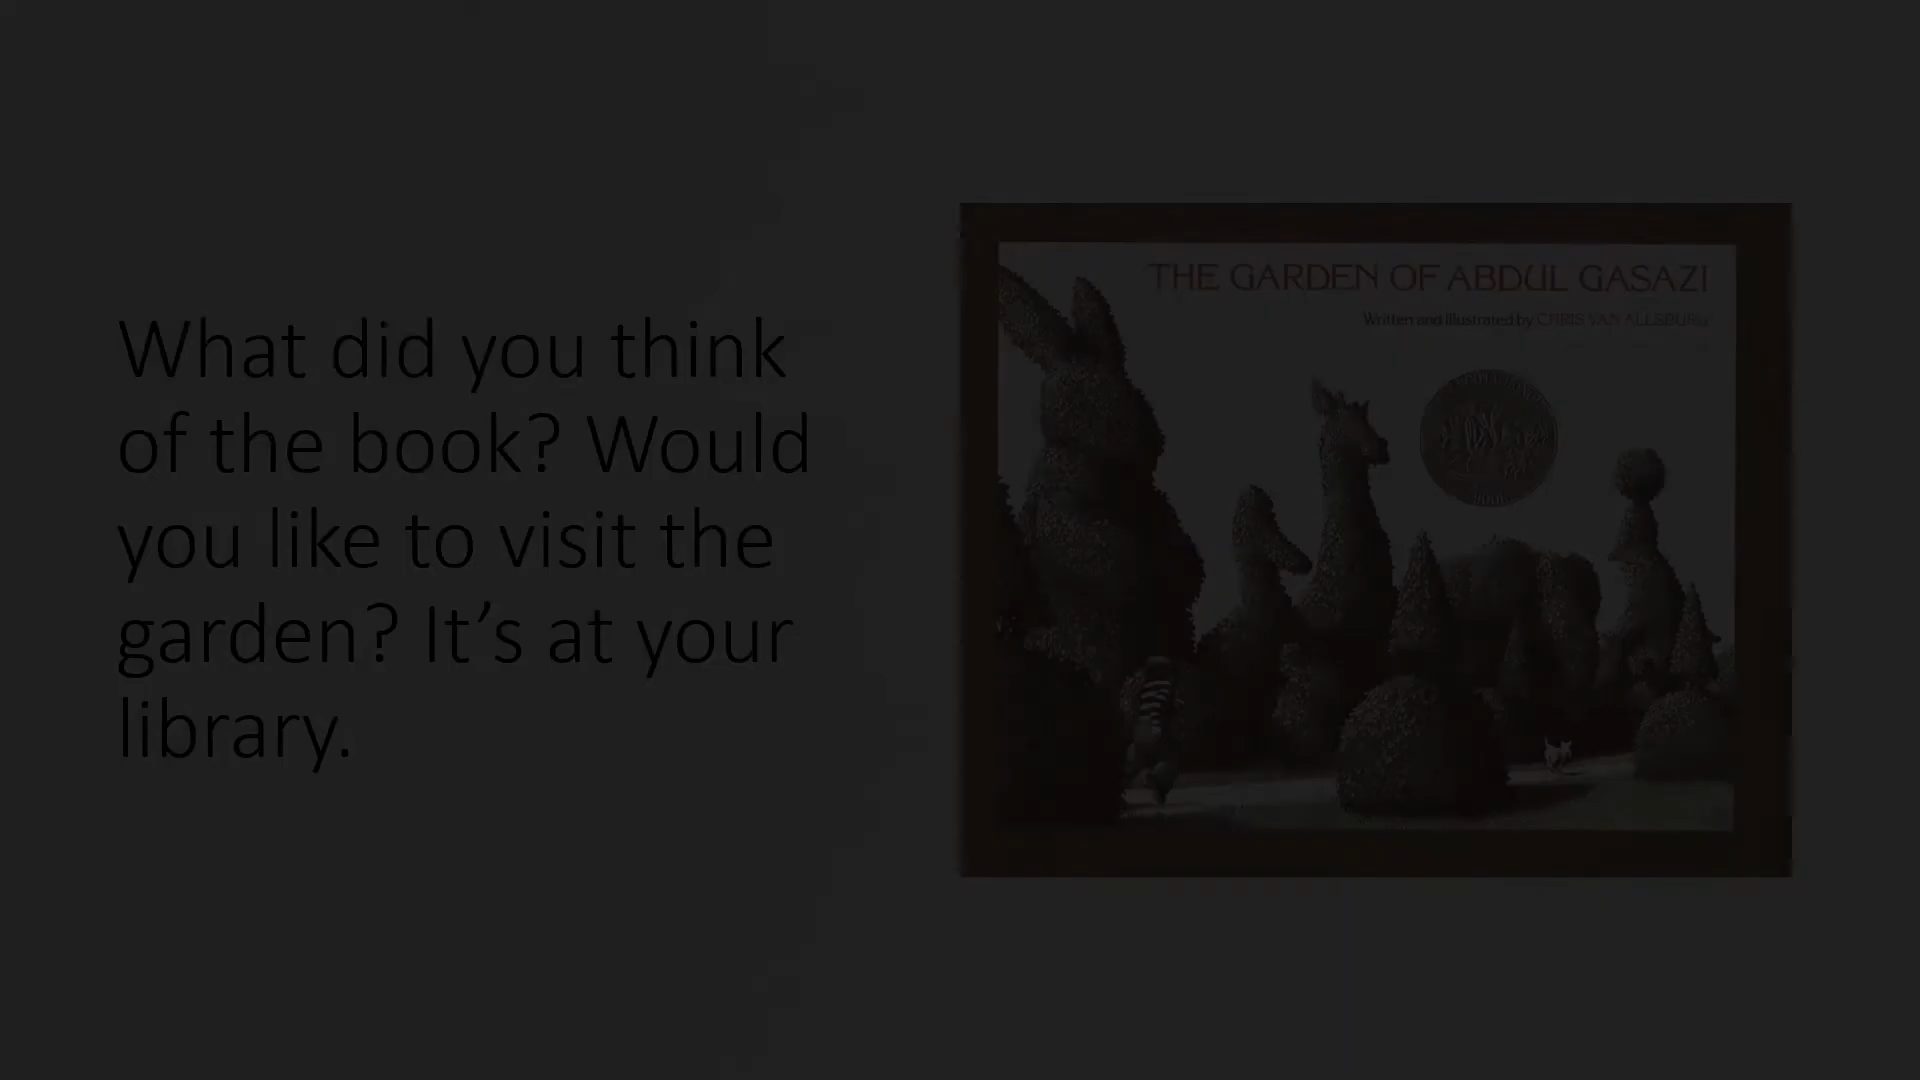 What did you think
of the book? Would
you like to visit the
garden? It’s at your
library.
THE GARDEN OF ABDUL GASAZI
Written and Illustrated by CHRIS VAN ALLSBURG